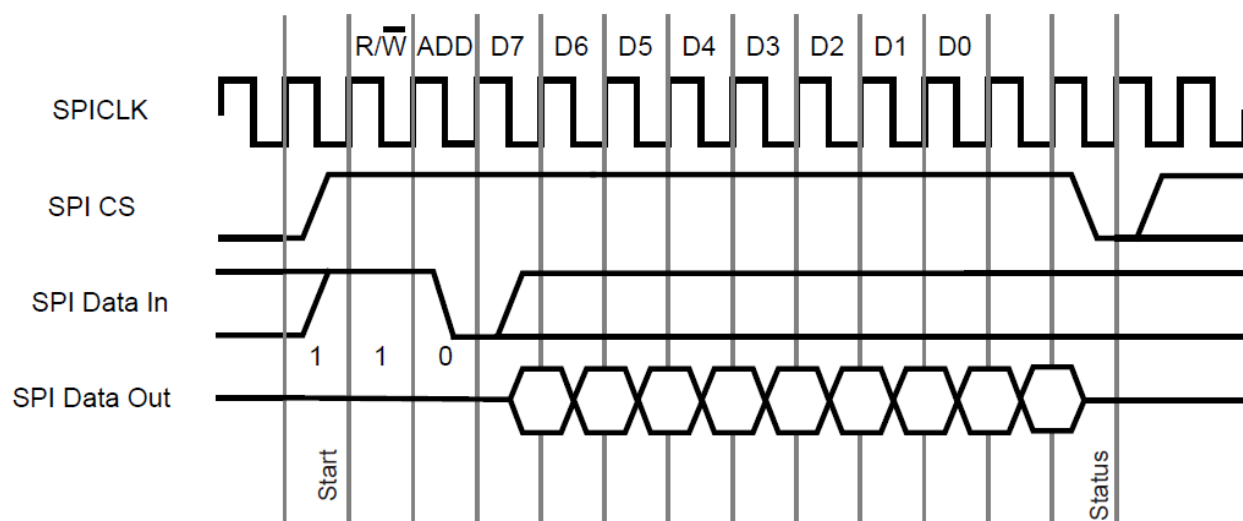 R/W̅ ADD D7 D6 D5 D4 D3 D2 D1 D0
SPICLK
SPI CS
SPI Data In
1 1 0
SPI Data Out
Start
Status